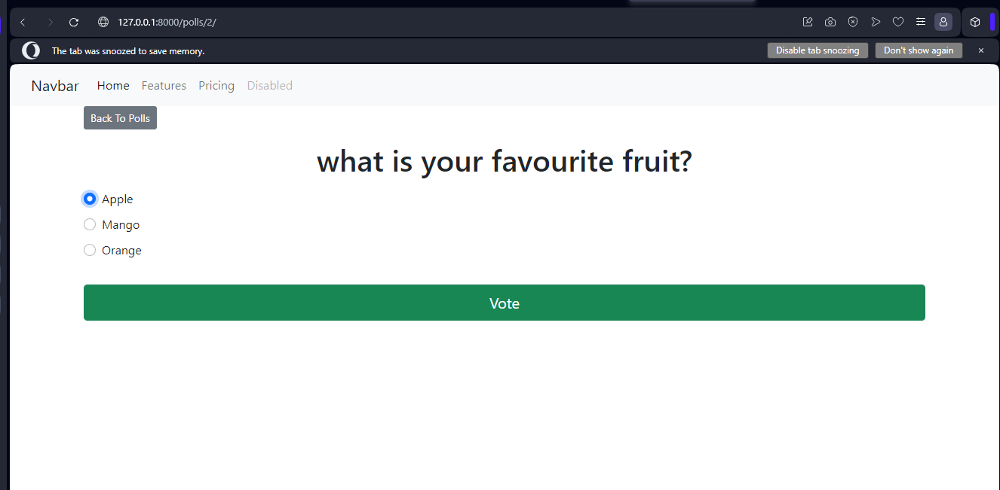 127.0.0.1:8000/polls/2/
The tab was snoozed to save memory. Disable tab snoozing Don't show again
Navbar Home Features Pricing Disabled
Back To Polls
what is your favourite fruit?
Apple
Mango
Orange
Vote